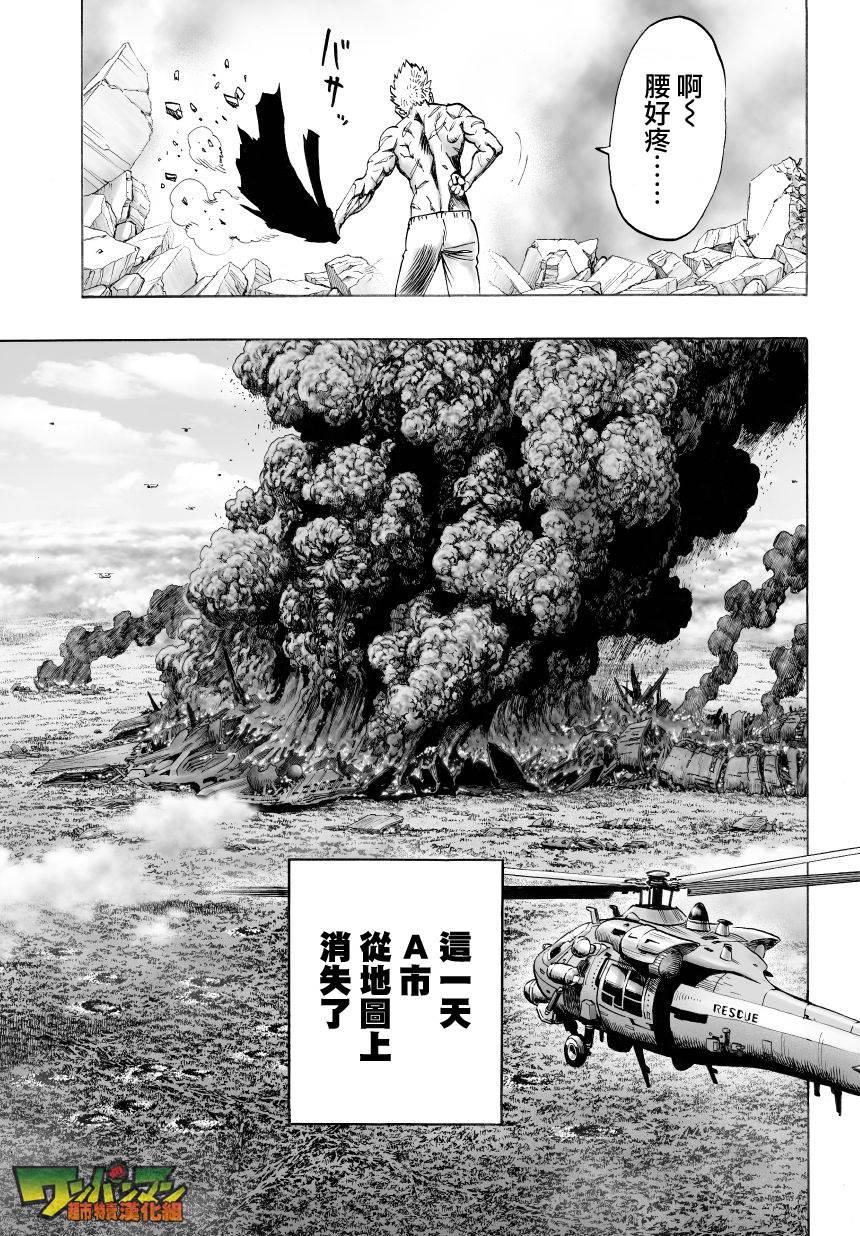 啊～
腰好疼……
バサッ
這一天
A市
從地圖上
消失了
RESCUE
ワンパンマン
超市特賣漢化組